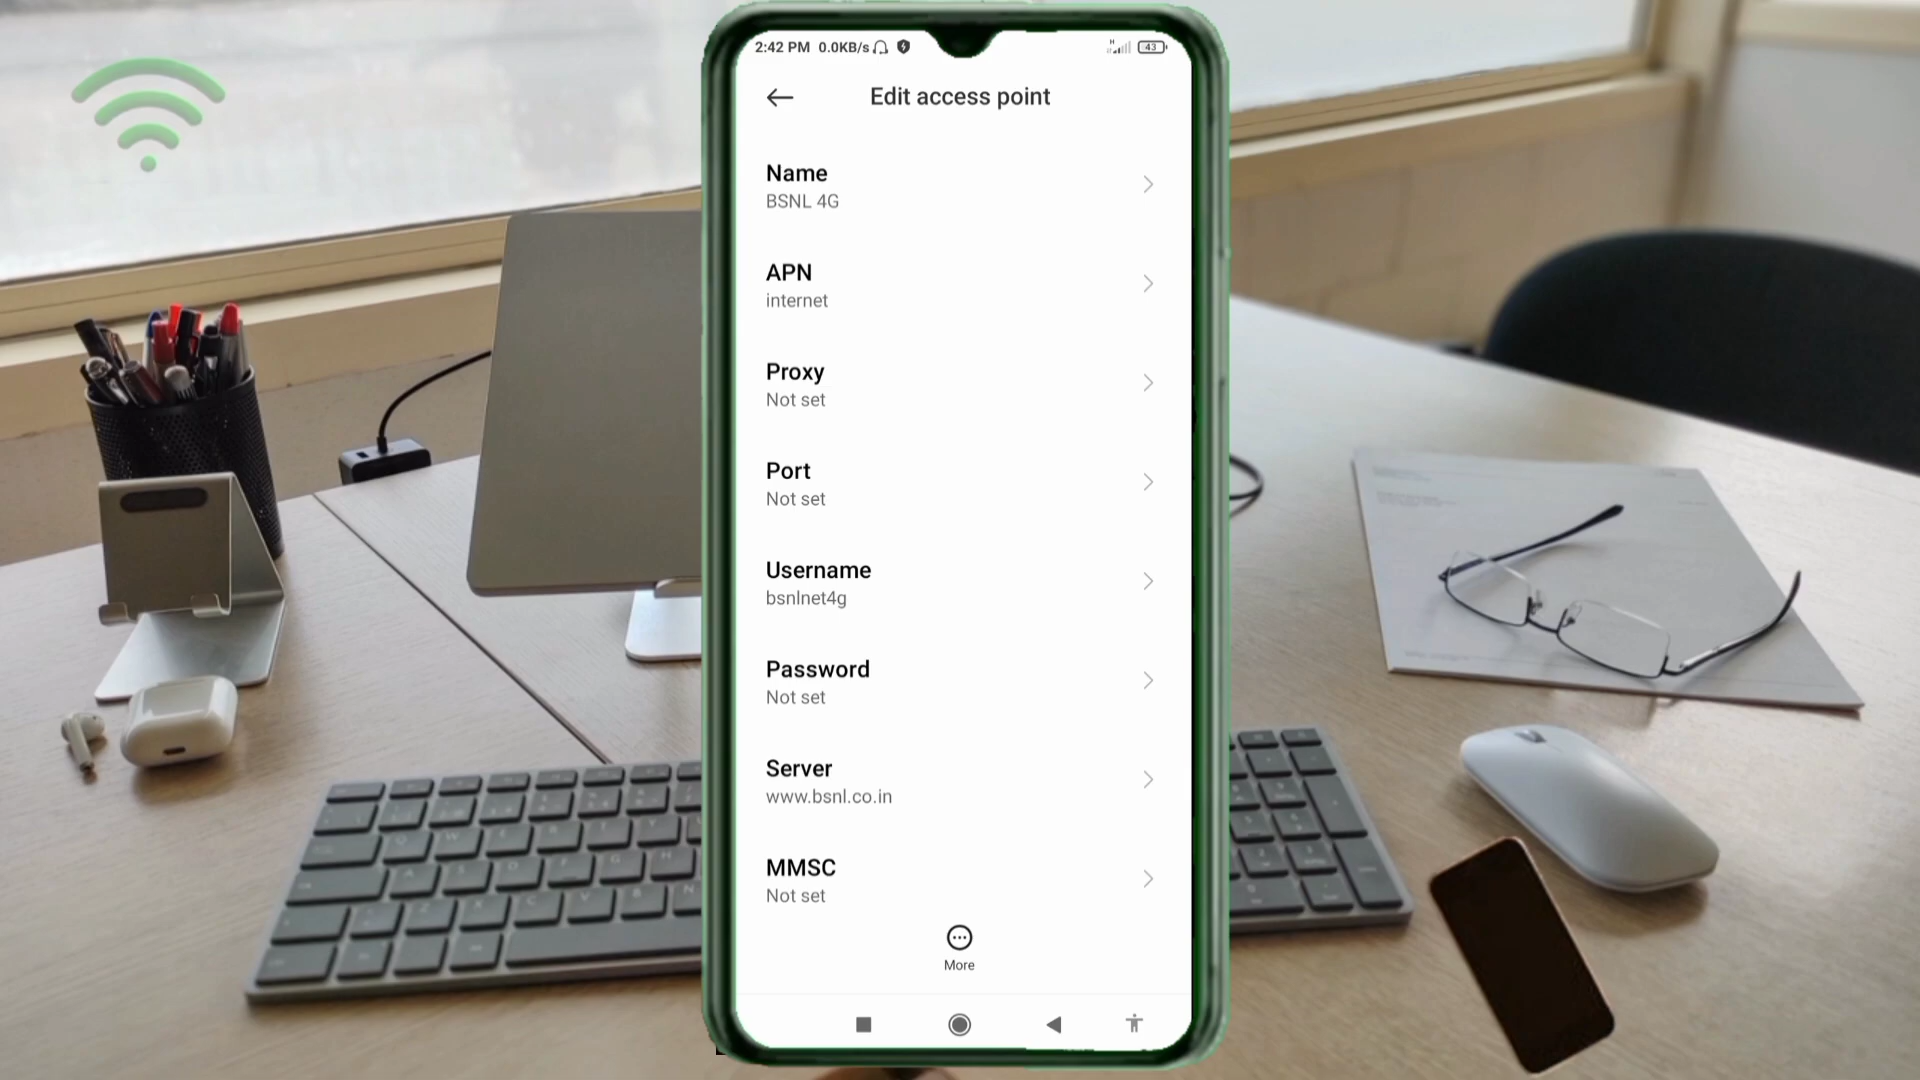 2:42 PM 0.0KB/s H 43
Edit access point
Name
BSNL 4G
APN
internet
Proxy
Not set
Port
Not set
Username
bsnlnet4g
Password
Not set
Server
www.bsnl.co.in
MMSC
Not set
More